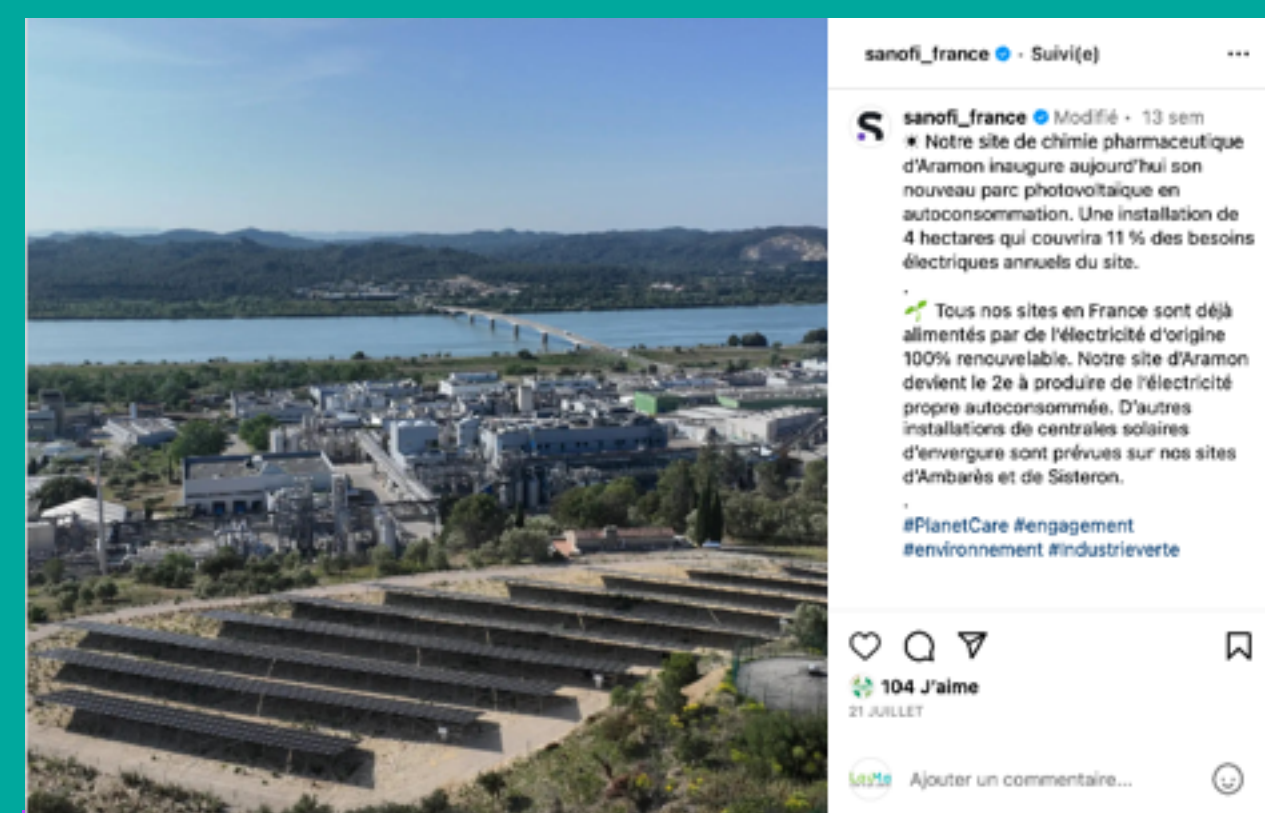 sanofi_france · Suivi(e)
sanofi_france Modifié · 13 sem
☀ Notre site de chimie pharmaceutique
d'Aramon inaugure aujourd'hui son
nouveau parc photovoltaïque en
autoconsommation. Une installation de
4 hectares qui couvrira 11 % des besoins
électriques annuels du site.
.
🌱 Tous nos sites en France sont déjà
alimentés par de l'électricité d'origine
100% renouvelable. Notre site d'Aramon
devient le 2e à produire de l'électricité
propre autoconsommée. D'autres
installations de centrales solaires
d'envergure sont prévues sur nos sites
d'Ambarès et de Sisteron.
.
#PlanetCare #engagement
#environnement #Industrieverte
104 J'aime
21 JUILLET
Ajouter un commentaire...